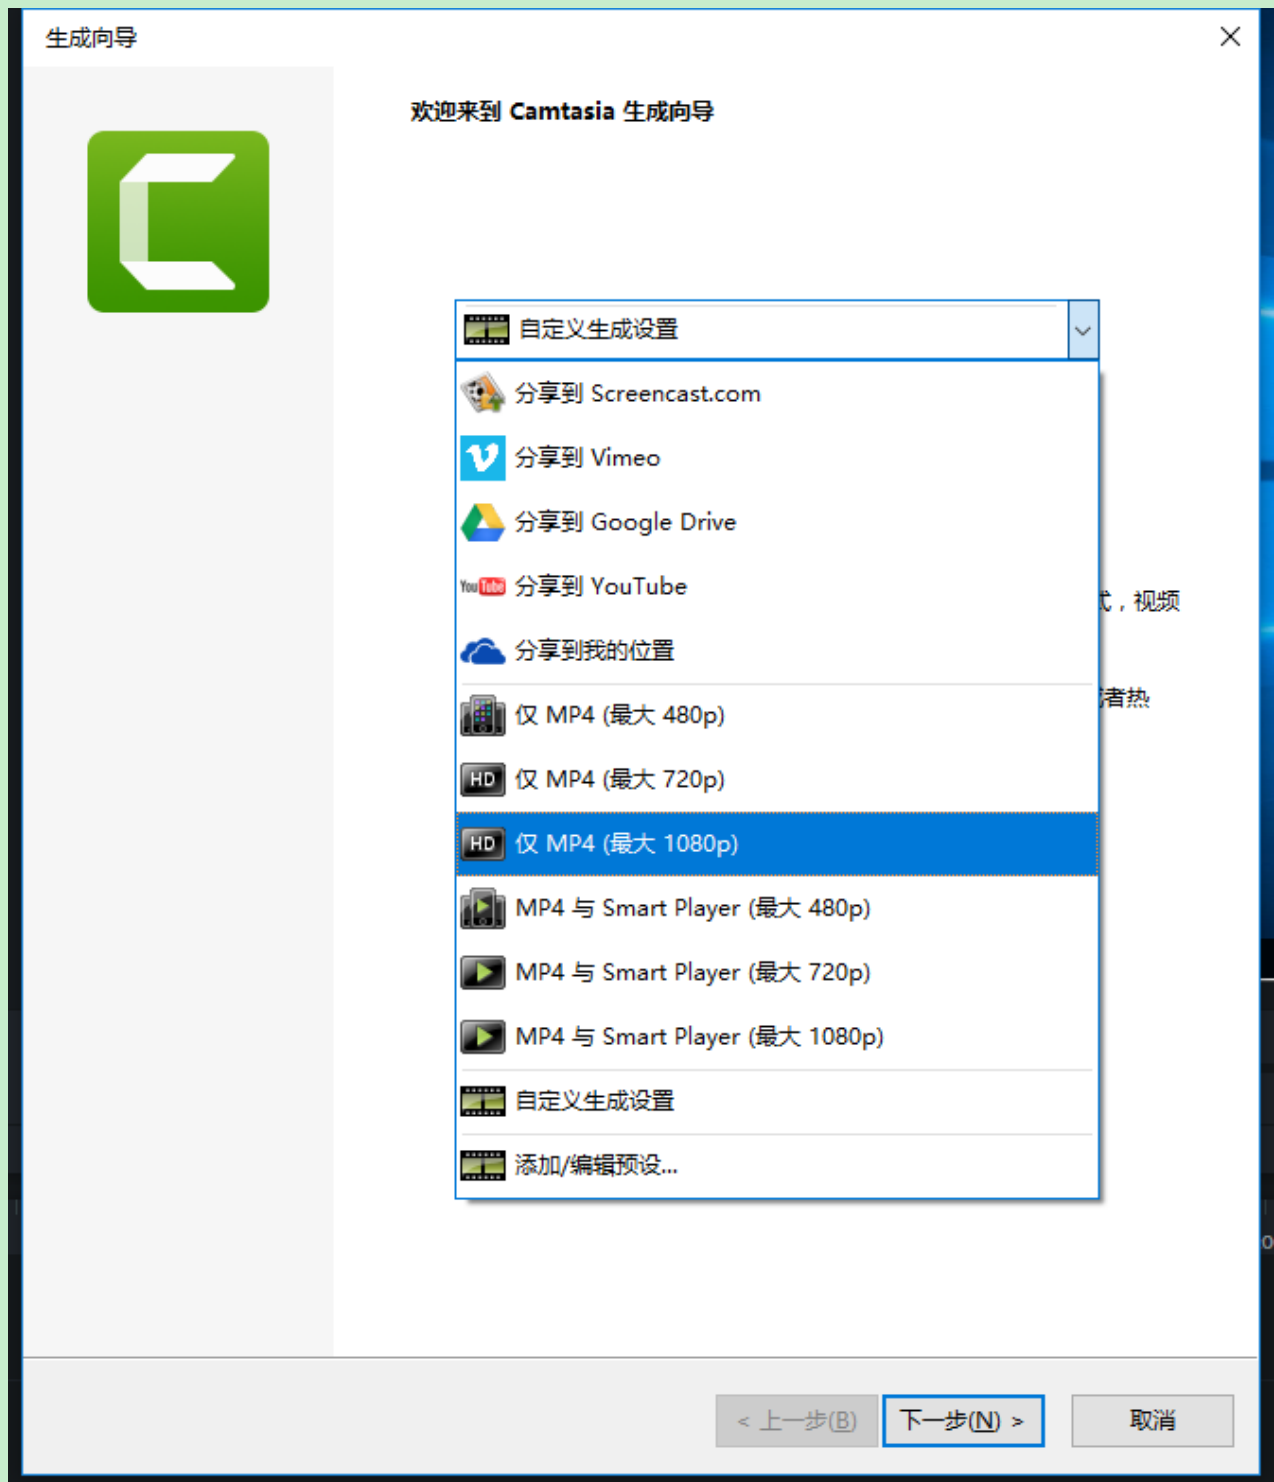 生成向导
欢迎来到 Camtasia 生成向导
自定义生成设置
分享到 Screencast.com
分享到 Vimeo
分享到 Google Drive
You Tube 分享到 YouTube
式，视频
分享到我的位置
者热
仅 MP4 (最大 480p)
HD 仅 MP4 (最大 720p)
HD 仅 MP4 (最大 1080p)
MP4 与 Smart Player (最大 480p)
MP4 与 Smart Player (最大 720p)
MP4 与 Smart Player (最大 1080p)
自定义生成设置
添加/编辑预设...
< 上一步(B)
下一步(N) >
取消